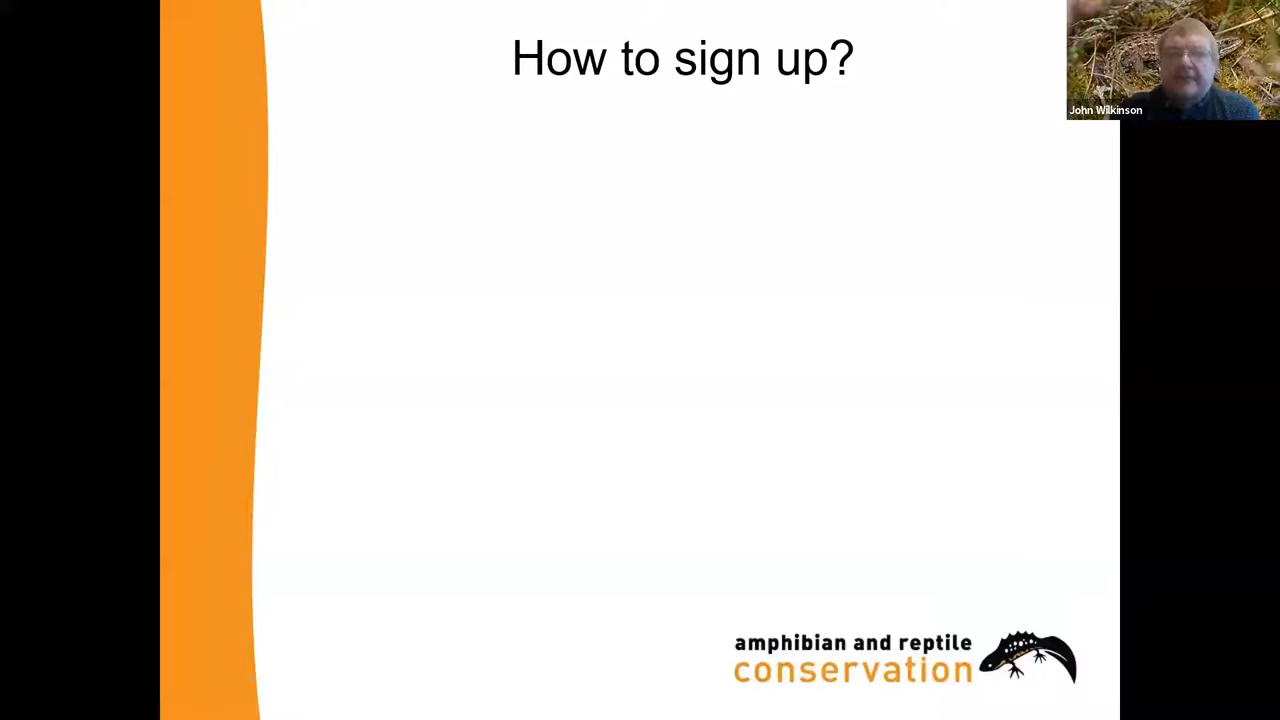 How to sign up?
John Wilkinson
amphibian and reptile
conservation